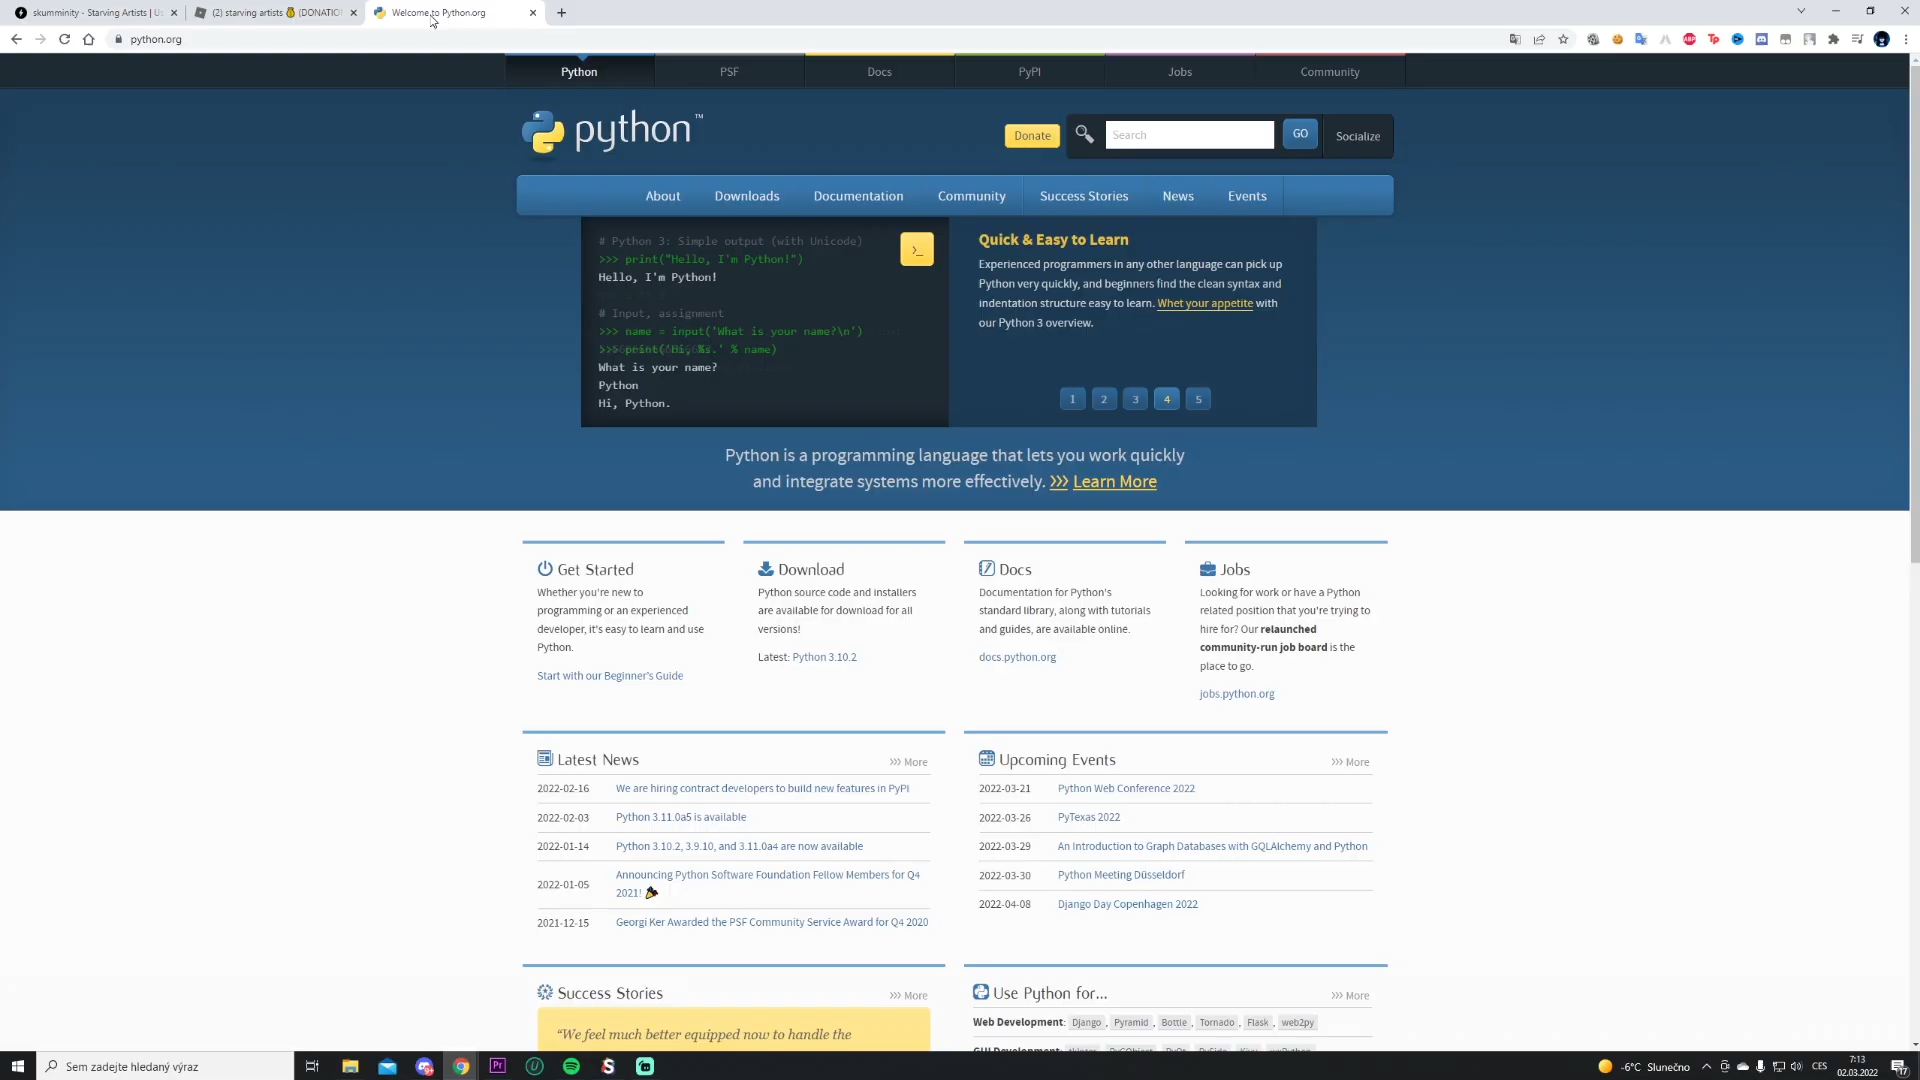 skumminity - Starving Artists | Us
(2) starving artists 💰 (DONATIO
Welcome to Python.org
python.org
Python
PSF
Docs
PyPI
Jobs
Community
python™
Donate
Search
GO
Socialize
About
Downloads
Documentation
Community
Success Stories
News
Events
# Python 3: Simple output (with Unicode)
>>> print("Hello, I'm Python!")
Hello, I'm Python!
# Input, assignment
>>> name = input('What is your name?\n')
>>> print('Hi, %s.' % name)
What is your name?
Python
Hi, Python.
>_
Quick & Easy to Learn
Experienced programmers in any other language can pick up
Python very quickly, and beginners find the clean syntax and
indentation structure easy to learn. Whet your appetite with
our Python 3 overview.
1 2 3 4 5
Python is a programming language that lets you work quickly
and integrate systems more effectively. >>> Learn More
Get Started
Whether you're new to
programming or an experienced
developer, it's easy to learn and use
Python.
Start with our Beginner's Guide
Download
Python source code and installers
are available for download for all
versions!
Latest: Python 3.10.2
Docs
Documentation for Python's
standard library, along with tutorials
and guides, are available online.
docs.python.org
Jobs
Looking for work or have a Python
related position that you're trying to
hire for? Our relaunched
community-run job board is the
place to go.
jobs.python.org
Latest News
>>> More
2022-02-16 We are hiring contract developers to build new features in PyPI
2022-02-03 Python 3.11.0a5 is available
2022-01-14 Python 3.10.2, 3.9.10, and 3.11.0a4 are now available
2022-01-05 Announcing Python Software Foundation Fellow Members for Q4
2021! 🎉
2021-12-15 Georgi Ker Awarded the PSF Community Service Award for Q4 2020
Upcoming Events
>>> More
2022-03-21 Python Web Conference 2022
2022-03-26 PyTexas 2022
2022-03-29 An Introduction to Graph Databases with GQLAlchemy and Python
2022-03-30 Python Meeting Düsseldorf
2022-04-08 Django Day Copenhagen 2022
Success Stories
>>> More
“We feel much better equipped now to handle the
Use Python for...
>>> More
Web Development: Django , Pyramid , Bottle , Tornado , Flask , web2py
Sem zadejte hledaný výraz
-6°C Slunečno
CES
7:13
02.03.2022
17